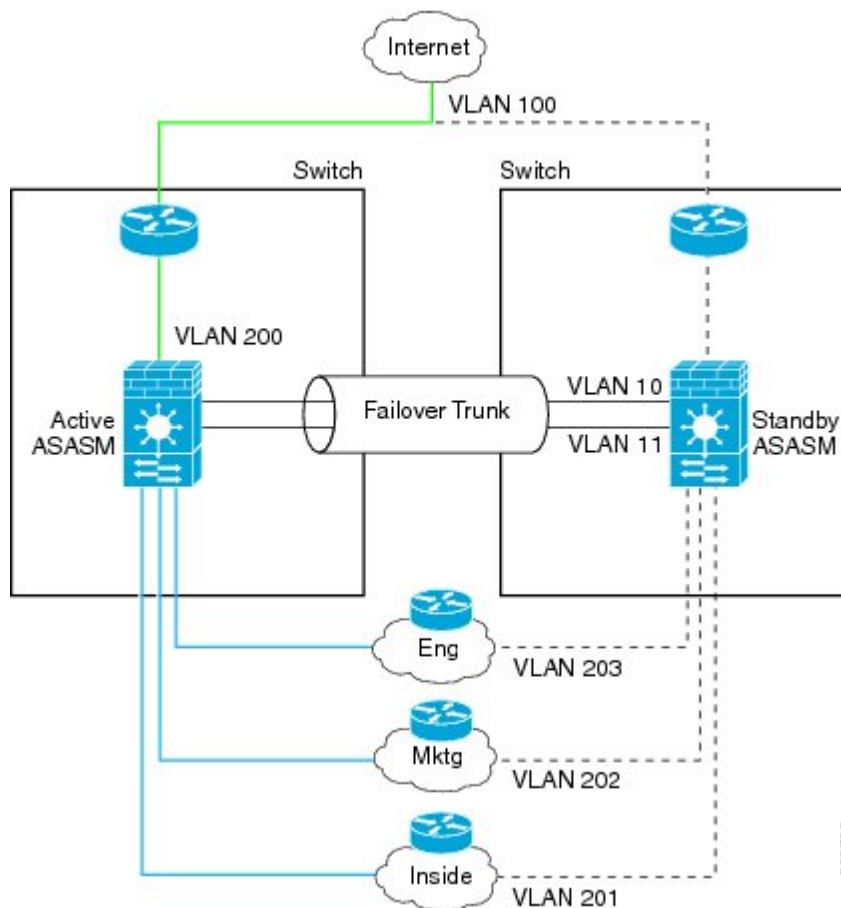 Internet
VLAN 100
Switch
Switch
VLAN 200
Active
ASASM
Failover Trunk
VLAN 10
VLAN 11
Standby
ASASM
Eng
VLAN 203
Mktg
VLAN 202
Inside
VLAN 201